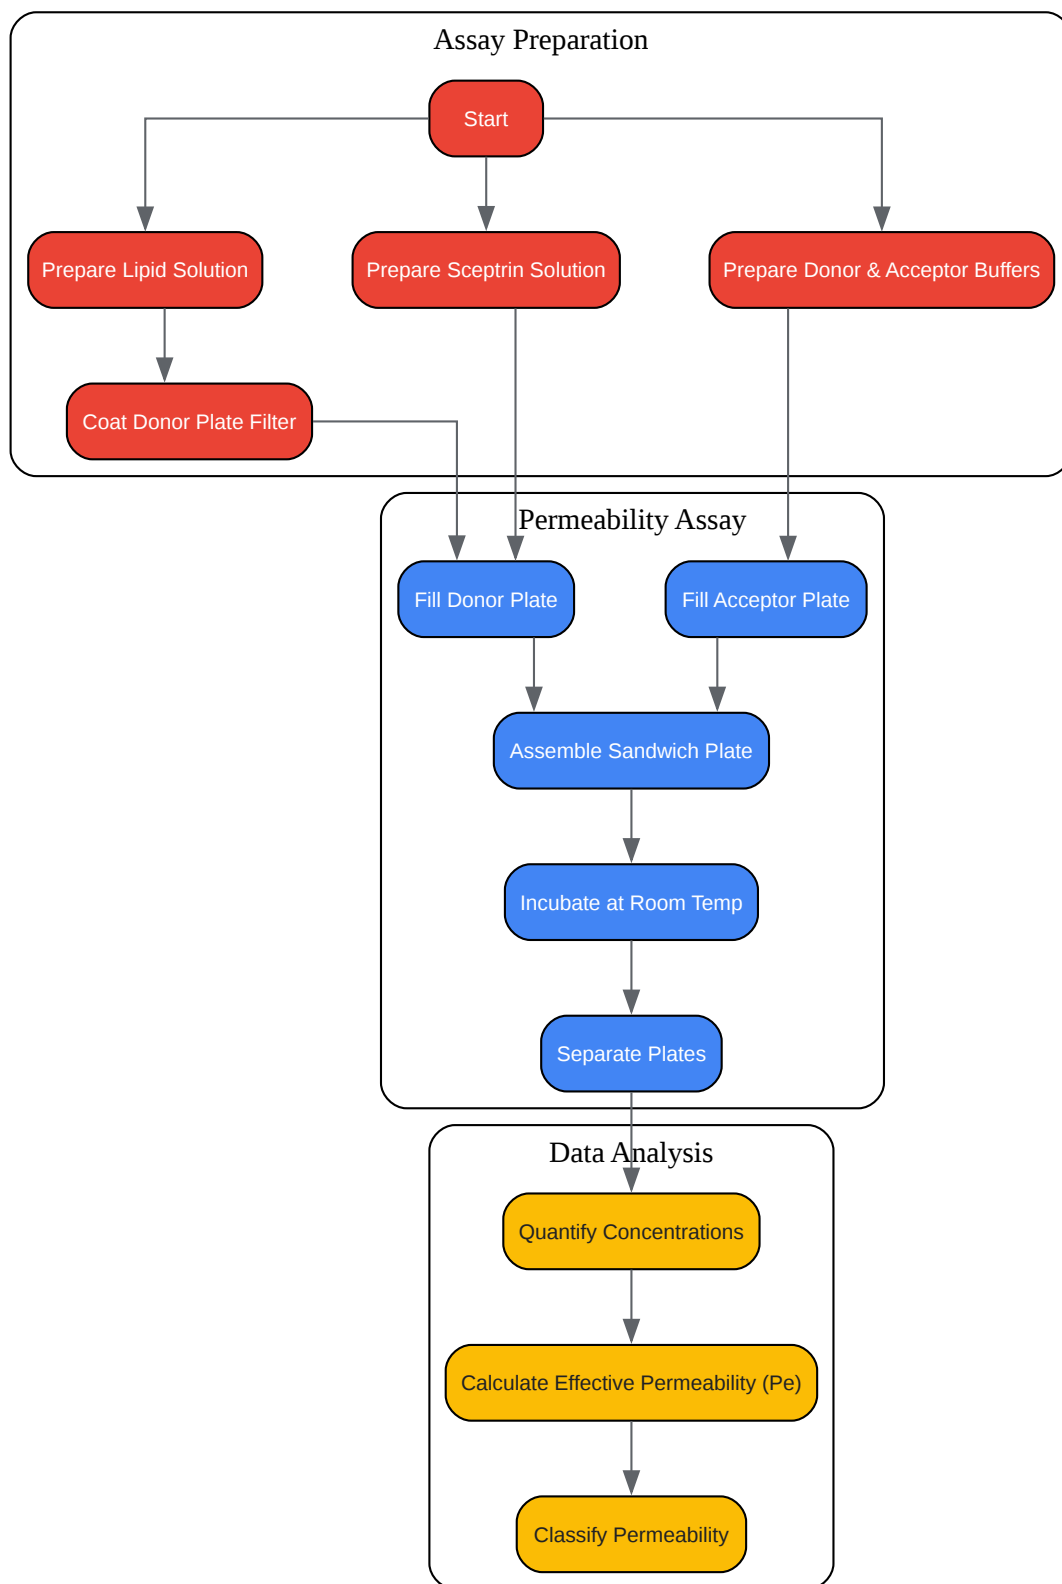 Assay Preparation
Start
Prepare Lipid Solution
Prepare Sceptrin Solution
Prepare Donor & Acceptor Buffers
Coat Donor Plate Filter
Permeability Assay
Fill Donor Plate
Fill Acceptor Plate
Assemble Sandwich Plate
Incubate at Room Temp
Separate Plates
Data Analysis
Quantify Concentrations
Calculate Effective Permeability (Pe)
Classify Permeability